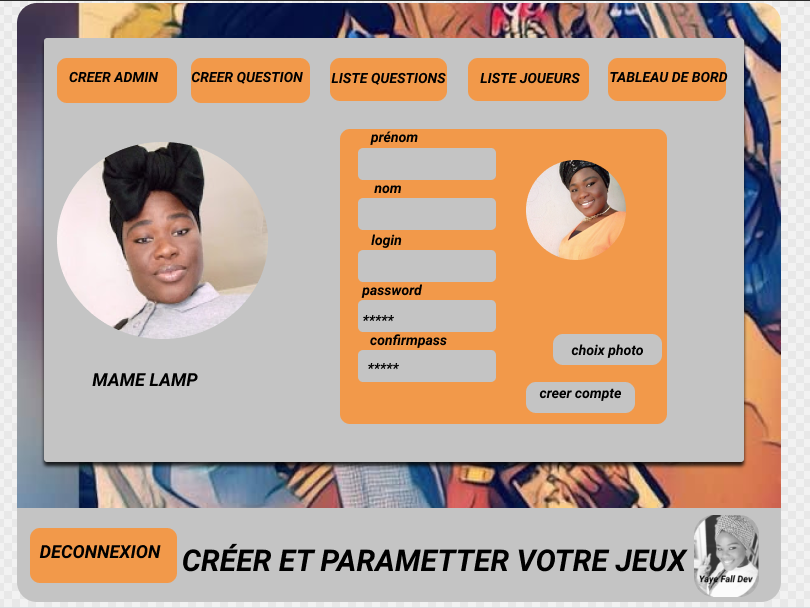 CREER ADMIN
CREER QUESTION
LISTE QUESTIONS
LISTE JOUEURS
TABLEAU DE BORD
prénom
nom
login
password
*****
confirmpass
*****
choix photo
creer compte
MAME LAMP
DECONNEXION
CRÉER ET PARAMETTER VOTRE JEUX
Yaye Fall Dev